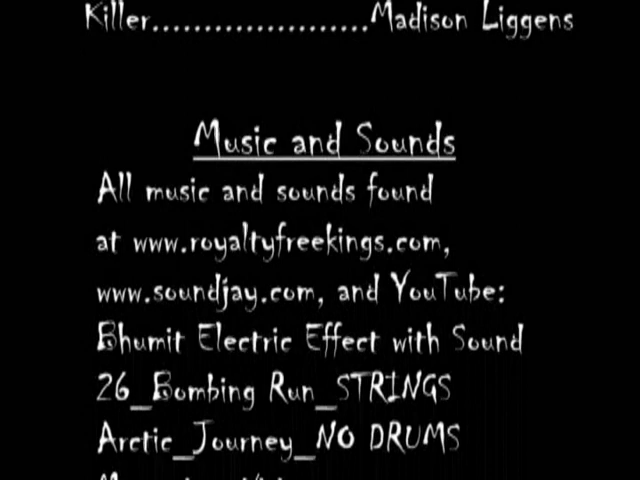 Killer.....................Madison Liggens
Music and Sounds
All music and sounds found
at www.royaltyfreekings.com,
www.soundjay.com, and YouTube:
Bhumit Electric Effect with Sound
26_Bombing Run_STRINGS
Arctic_Journey_NO DRUMS